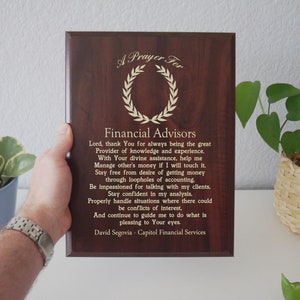 A Prayer For
Financial Advisors
Lord, thank You for always being the great
Provider of knowledge and experience.
With Your divine assistance, help me
Manage other's money if I will touch it.
Stay free from desire of getting money
through loopholes of accounting.
Be impassioned for talking with my clients.
Stay confident in my analysis.
Properly handle situations where there could
be conflicts of interest.
And continue to guide me to do what is
pleasing to Your eyes.
David Segovia - Capitol Financial Services